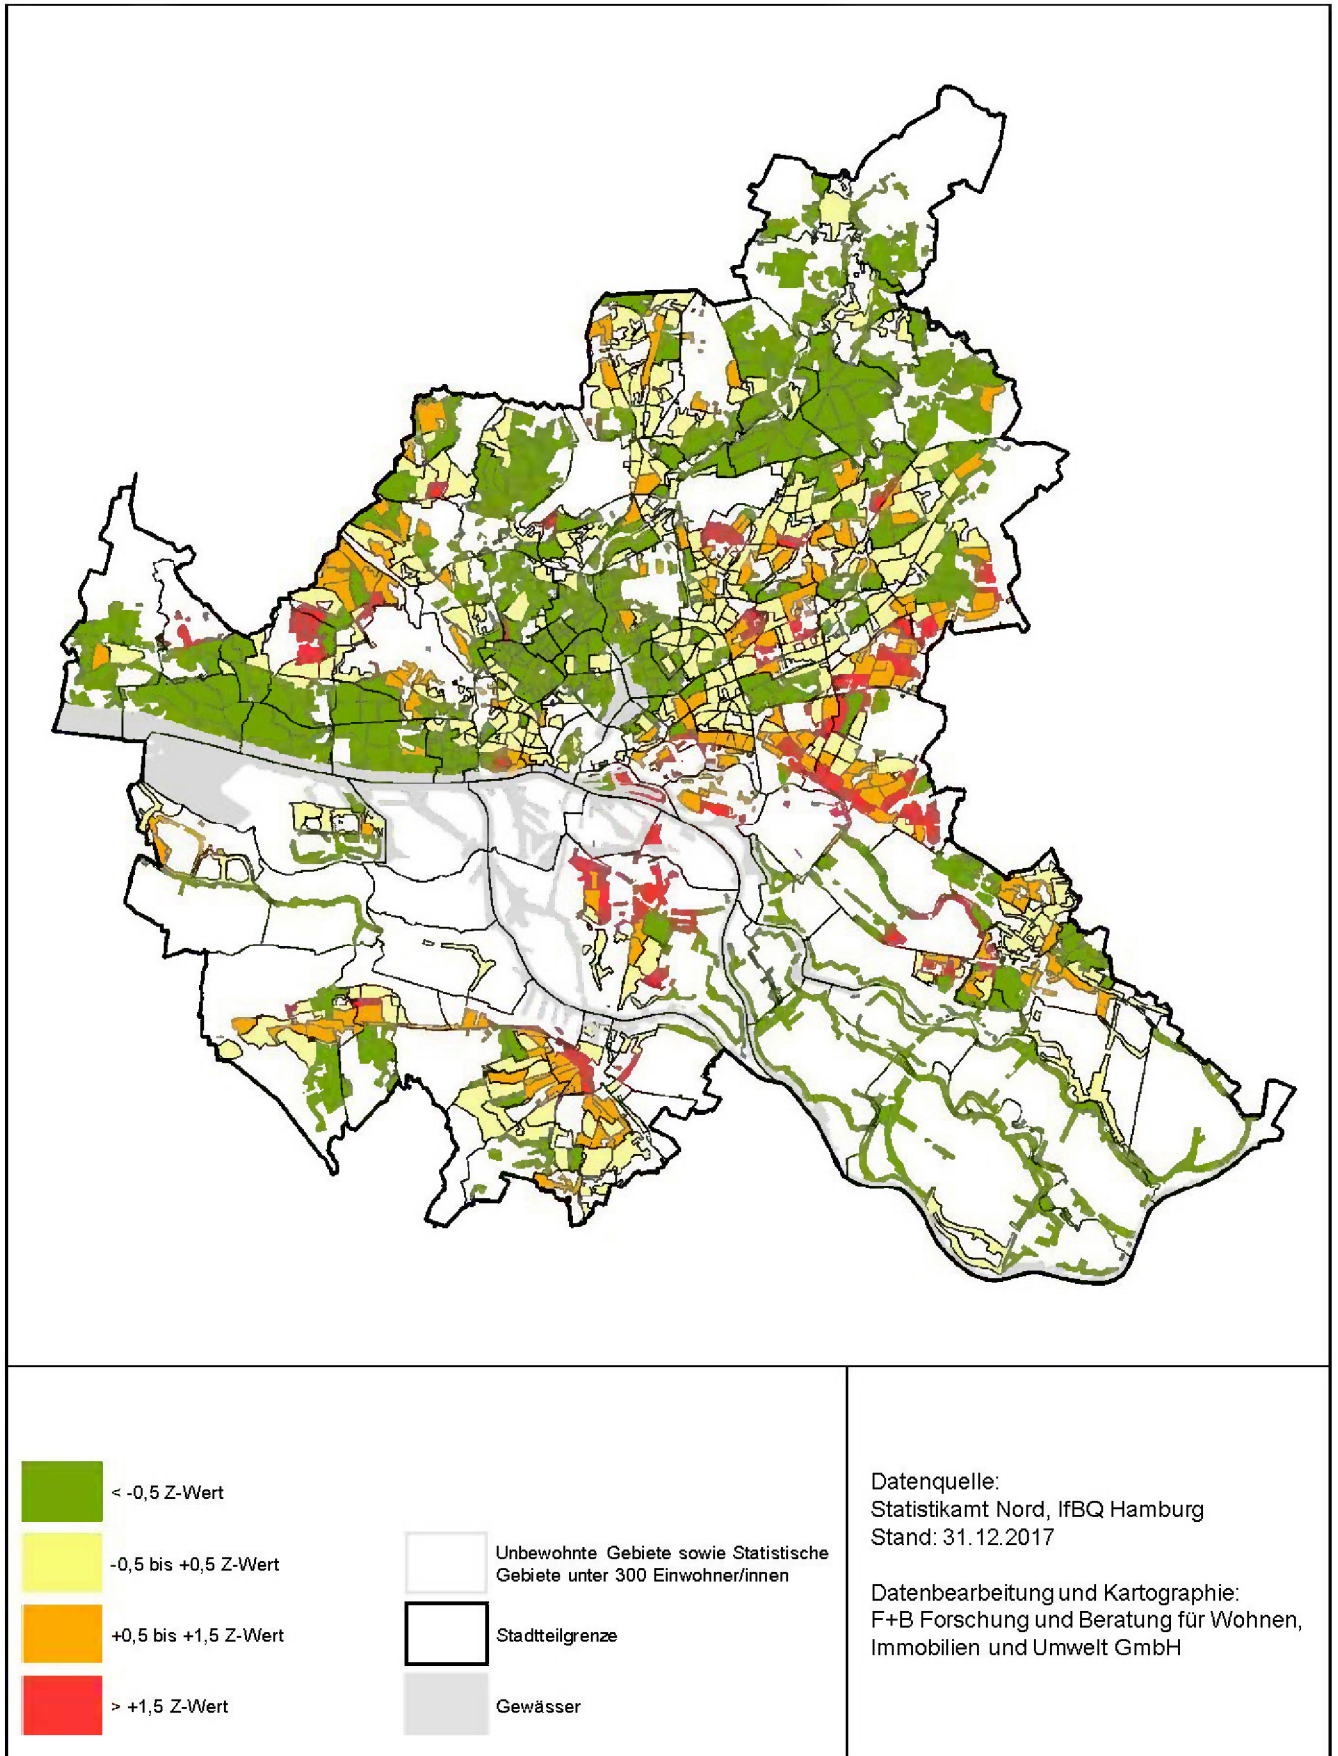 < -0,5 Z-Wert
-0,5 bis +0,5 Z-Wert
+0,5 bis +1,5 Z-Wert
> +1,5 Z-Wert
Unbewohnte Gebiete sowie Statistische
Gebiete unter 300 Einwohner/innen
Stadtteilgrenze
Gewässer
Datenquelle:
Statistikamt Nord, IfBQ Hamburg
Stand: 31.12.2017
Datenbearbeitung und Kartographie:
F+B Forschung und Beratung für Wohnen,
Immobilien und Umwelt GmbH